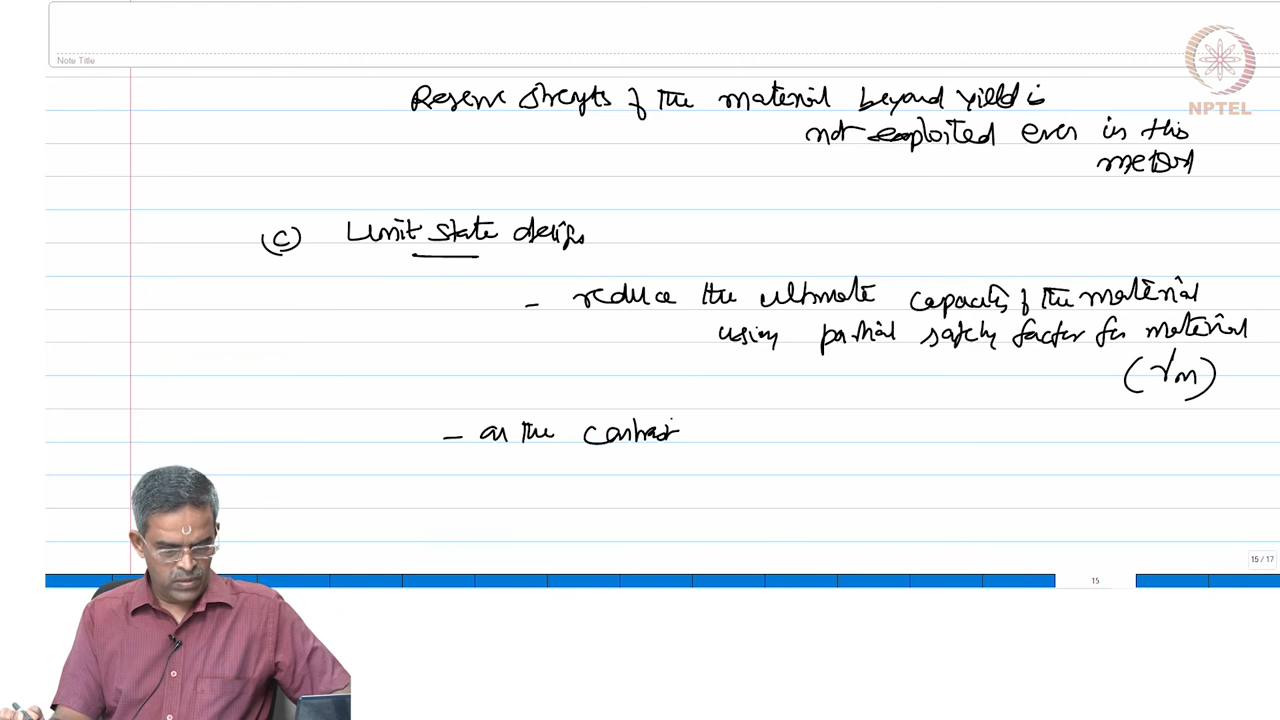 Note Title
NPTEL
Reserve strength of the material beyond yield is
not exploited even in this
method
(c) Limit state design
- reduce the ultimate capacity of the material
using partial safety factor for material
(γm)
- on the contrast
15 / 17
15